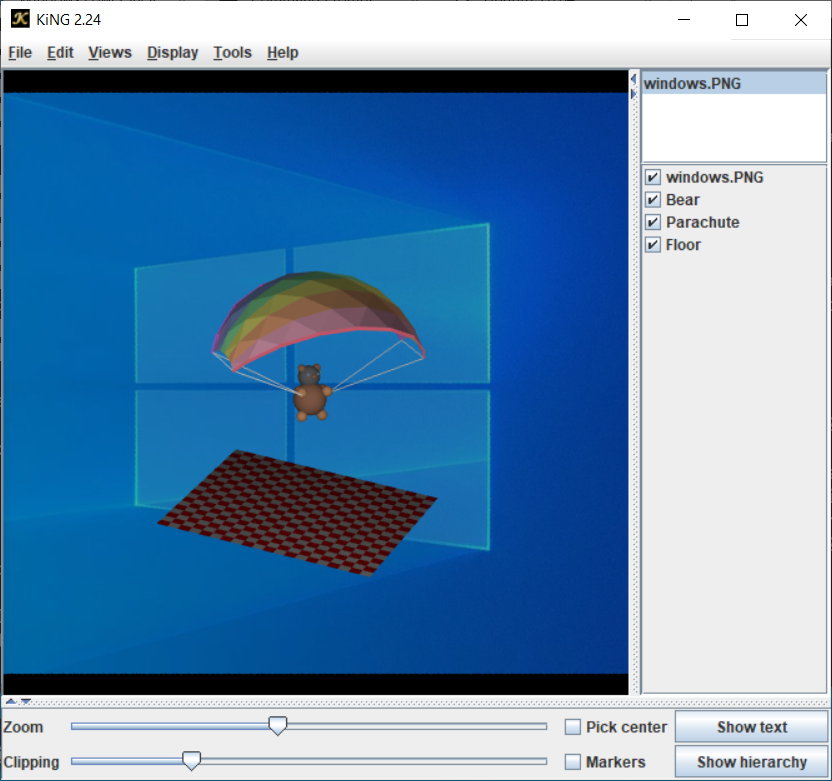 KiNG 2.24
File Edit Views Display Tools Help
windows.PNG
windows.PNG
Bear
Parachute
Floor
Zoom Pick center Show text
Clipping Markers Show hierarchy